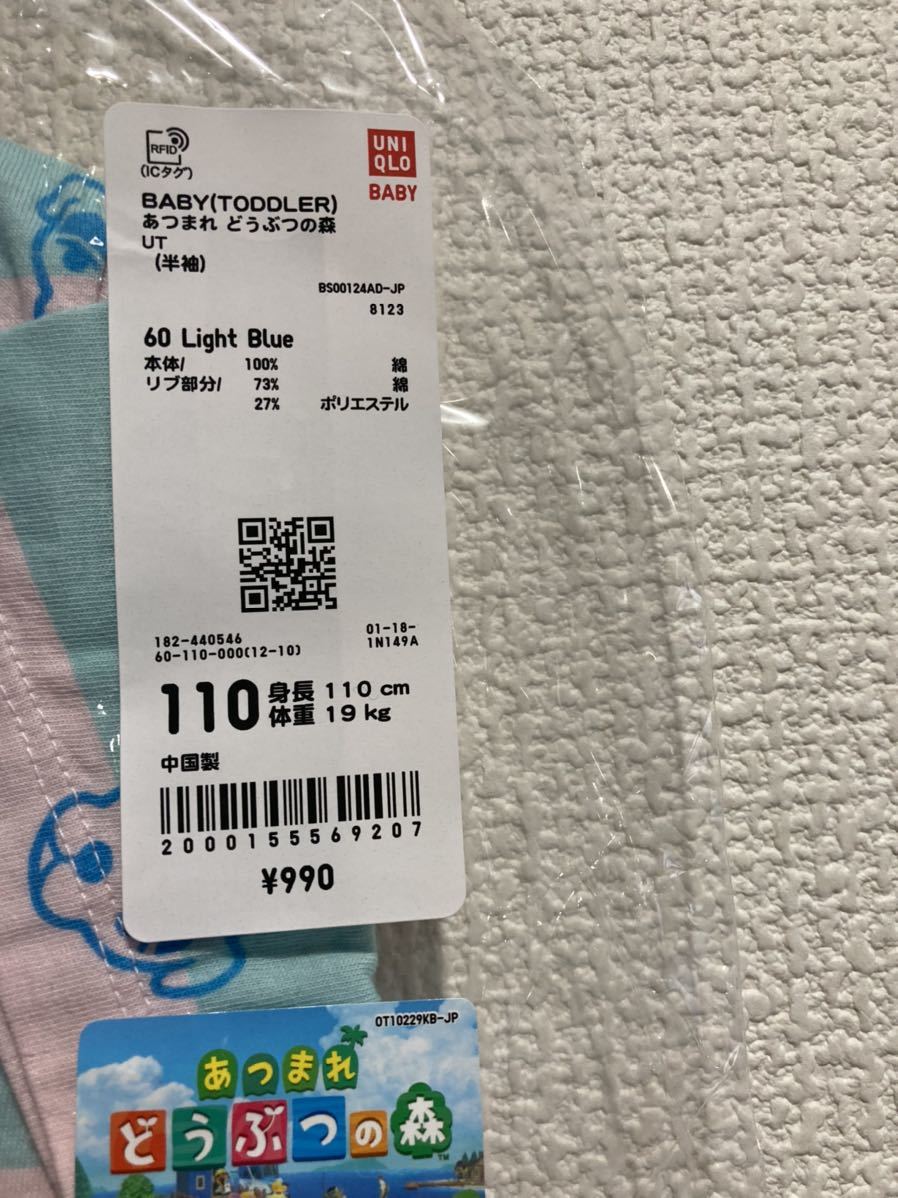 RFID
(ICタグ)
UNI
QLO
BABY
BABY(TODDLER)
あつまれ どうぶつの森
UT
(半袖)
BS00124AD-JP
8123
60 Light Blue
本体/ 100% 綿
リブ部分/ 73% 綿
27% ポリエステル
182-440546
60-110-000(12-10)
01-18-
1N149A
110 身長 110 cm
体重 19 kg
中国製
2000155569207
¥990
OT10229KB-JP
あつまれ
どうぶつの森
TM